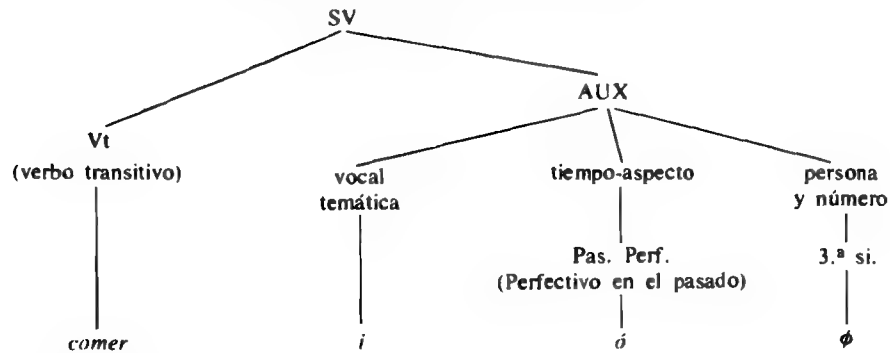 SV
AUX
Vt
(verbo transitivo)
vocal
temática
tiempo-aspecto
persona
y número
Pas. Perf.
(Perfectivo en el pasado)
3.ª si.
comer
i
ó
ø